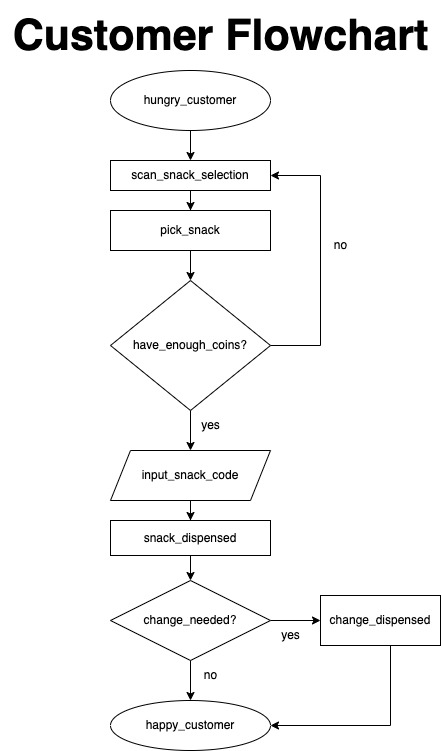 Customer Flowchart
hungry_customer
scan_snack_selection
pick_snack
no
have_enough_coins?
yes
input_snack_code
snack_dispensed
change_needed?
yes
change_dispensed
no
happy_customer